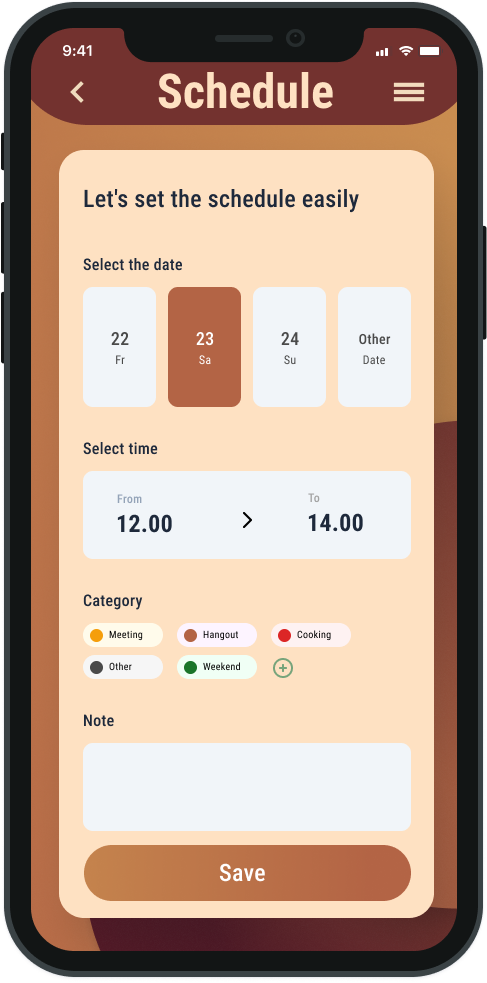 9:41
Schedule
Let's set the schedule easily
Select the date
22 23 24 Other
Fr Sa Su Date
Select time
From To
12.00 14.00
Category
Meeting Hangout Cooking
Other Weekend
Note
Save